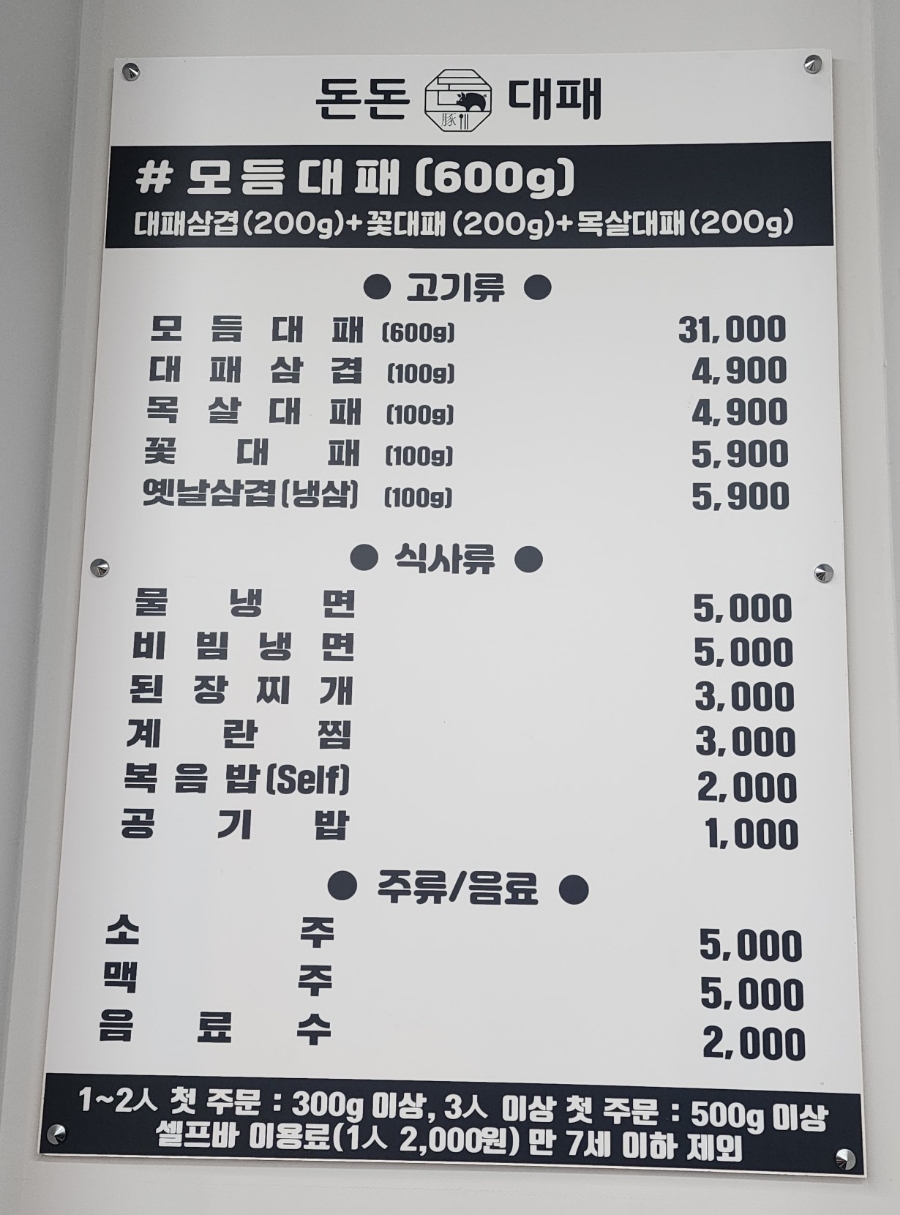 돈돈 豚 대패
# 모듬대패 (600g)
대패삼겹(200g)+꽃대패(200g)+목살대패(200g)
● 고기류 ●
모듬대패 (600g) 31,000
대패삼겹 (100g) 4,900
목살대패 (100g) 4,900
꽃대패 (100g) 5,900
옛날삼겹(냉삼) (100g) 5,900
● 식사류 ●
물냉면 5,000
비빔냉면 5,000
된장찌개 3,000
계란찜 3,000
복음밥(Self) 2,000
공기밥 1,000
● 주류/음료 ●
소주 5,000
맥주 5,000
음료수 2,000
1~2人 첫 주문 : 300g 이상, 3人 이상 첫 주문 : 500g 이상
셀프바 이용료(1人 2,000원) 만 7세 이하 제외